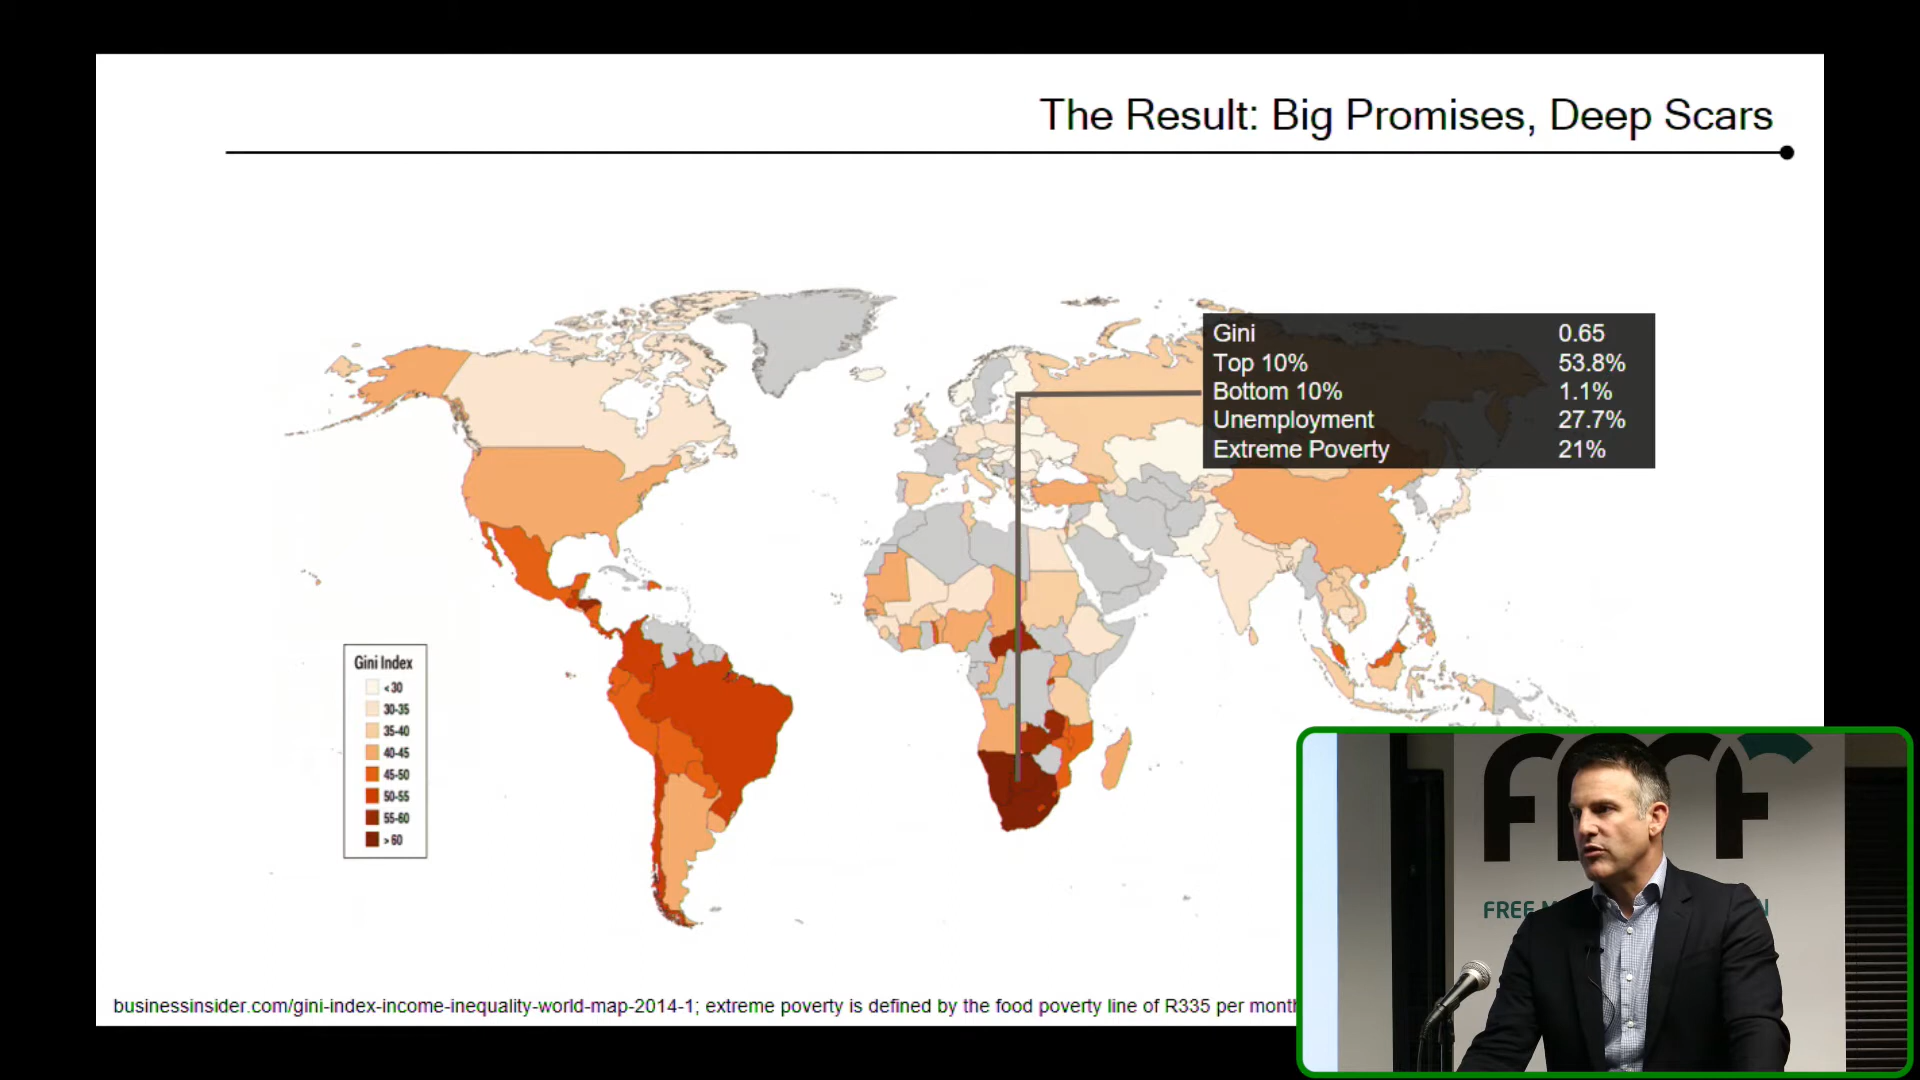 The Result: Big Promises, Deep Scars
Gini 0.65
Top 10% 53.8%
Bottom 10% 1.1%
Unemployment 27.7%
Extreme Poverty 21%
Gini Index
< 30
30-35
35-40
40-45
45-50
50-55
55-60
> 60
FREE
businessinsider.com/gini-index-income-inequality-world-map-2014-1; extreme poverty is defined by the food poverty line of R335 per month